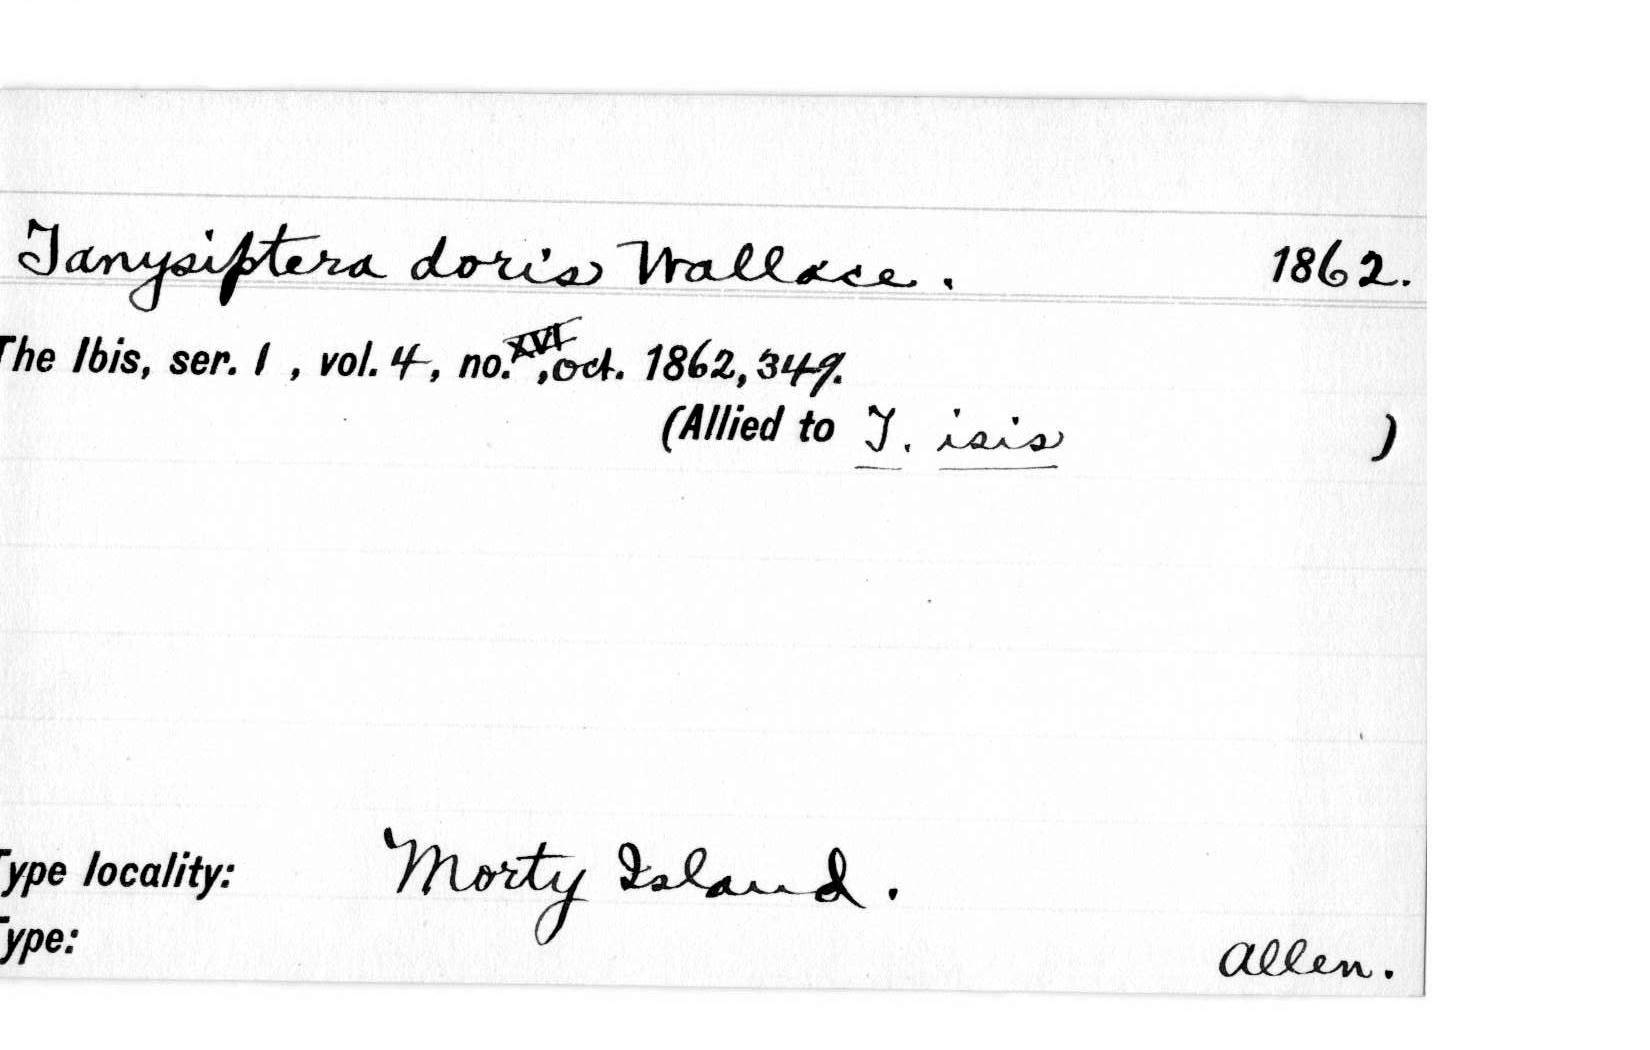 Tanysiptera doris Wallace. 1862.
The Ibis, ser. 1, vol. 4, no. XVI, oct. 1862, 349.
(Allied to T. isis )
Type locality: Morty Island.
Type:
Allen.